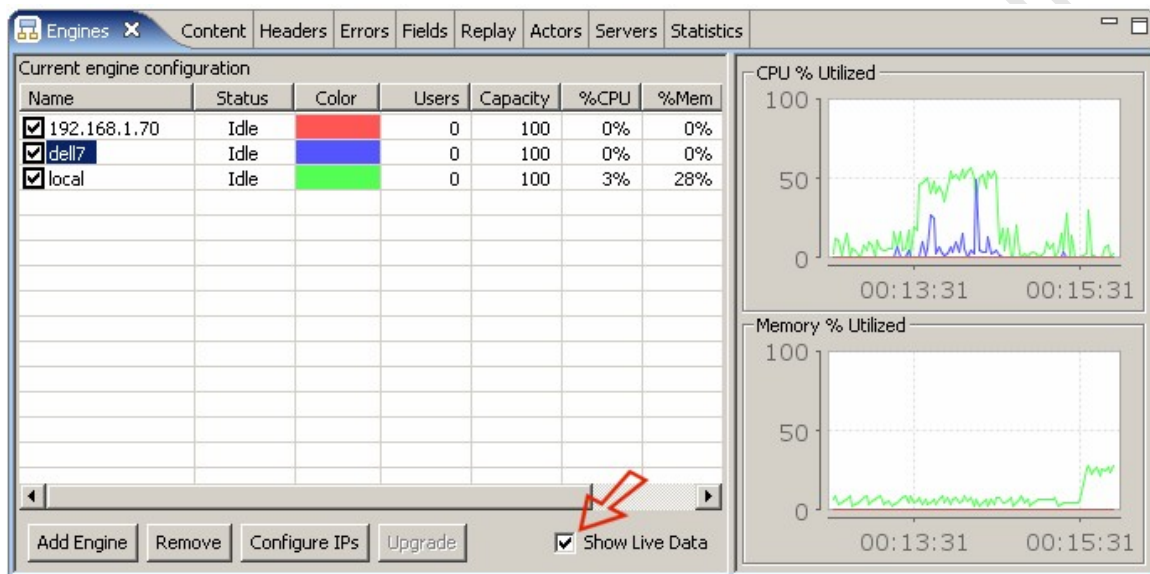 Engines Content Headers Errors Fields Replay Actors Servers Statistics
Current engine configuration
Name Status Color Users Capacity %CPU %Mem
192.168.1.70 Idle 0 100 0% 0%
dell7 Idle 0 100 0% 0%
local Idle 0 100 3% 28%
Add Engine Remove Configure IPs Upgrade Show Live Data
CPU % Utilized
100
50
0
00:13:31 00:15:31
Memory % Utilized
100
50
0
00:13:31 00:15:31